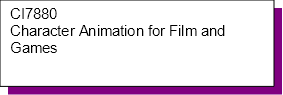 CI7880
Character Animation for Film and
Games